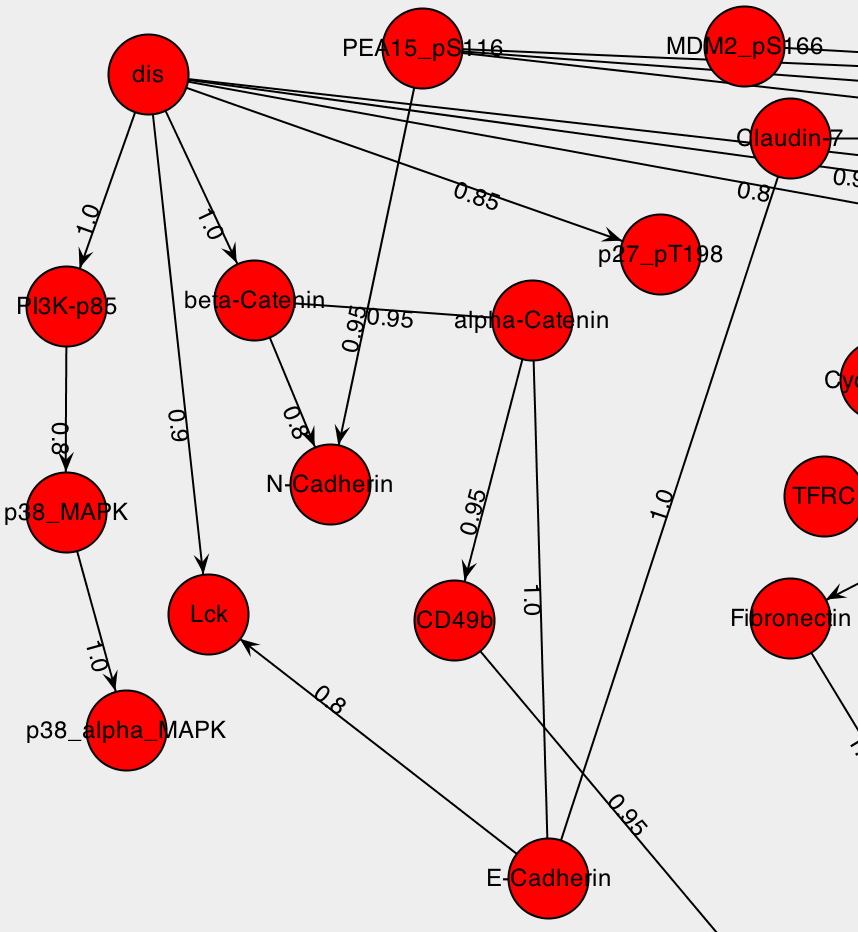 PEA15_pS116
MDM2_pS166
dis
Claudin-7
0.9
0.8
0.85
1.0
1.0
p27_pT198
PI3K-p85
beta-Catenin
0.95
0.95
alpha-Catenin
Cyc
0.8
0.9
0.8
N-Cadherin
TFRC
p38_MAPK
0.95
1.0
1.0
Lck
CD49b
Fibronectin
1.0
0.8
p38_alpha_MAPK
0.95
E-Cadherin